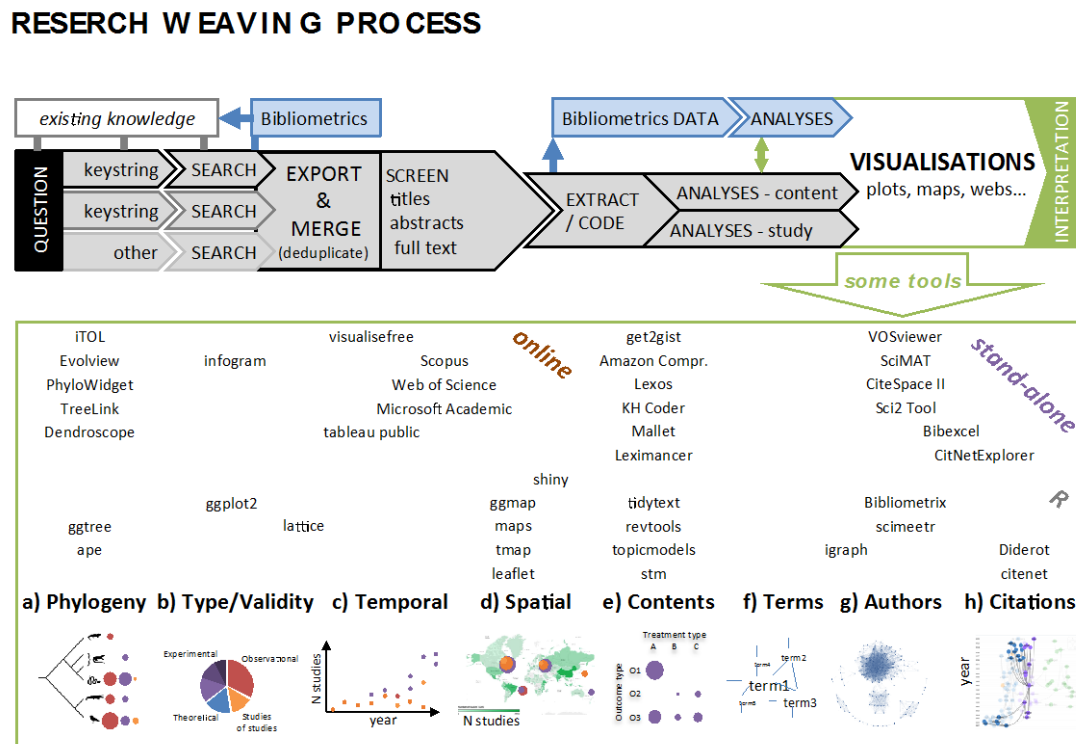 RESERCH WEAVING PROCESS
existing knowledge
Bibliometrics
Bibliometrics DATA
ANALYSES
QUESTION
keystring
SEARCH
keystring
SEARCH
other
SEARCH
EXPORT
&
MERGE
(deduplicate)
SCREEN
titles
abstracts
full text
EXTRACT
/ CODE
ANALYSES - content
ANALYSES - study
VISUALISATIONS
plots, maps, webs...
INTERPRETATION
some tools
iTOL
Evolview
PhyloWidget
TreeLink
Dendroscope
infogram
visualisefree
Scopus
Web of Science
Microsoft Academic
tableau public
online
get2gist
Amazon Compr.
Lexos
KH Coder
Mallet
Leximancer
VOSviewer
SciMAT
CiteSpace II
Sci2 Tool
Bibexcel
CitNetExplorer
stand-alone
shiny
ggplot2
lattice
ggtree
ape
ggmap
maps
tmap
leaflet
tidytext
revtools
topicmodels
stm
Bibliometrix
scimeetr
igraph
Diderot
citenet
R
a) Phylogeny
b) Type/Validity
c) Temporal
d) Spatial
e) Contents
f) Terms
g) Authors
h) Citations
Experimental
Observational
Theorelical
Studies
of studies
N studies
year
N studies
Treatment type
A B C
Outcome type
O1
O2
O3
term4
term2
term1
term5
term3
year